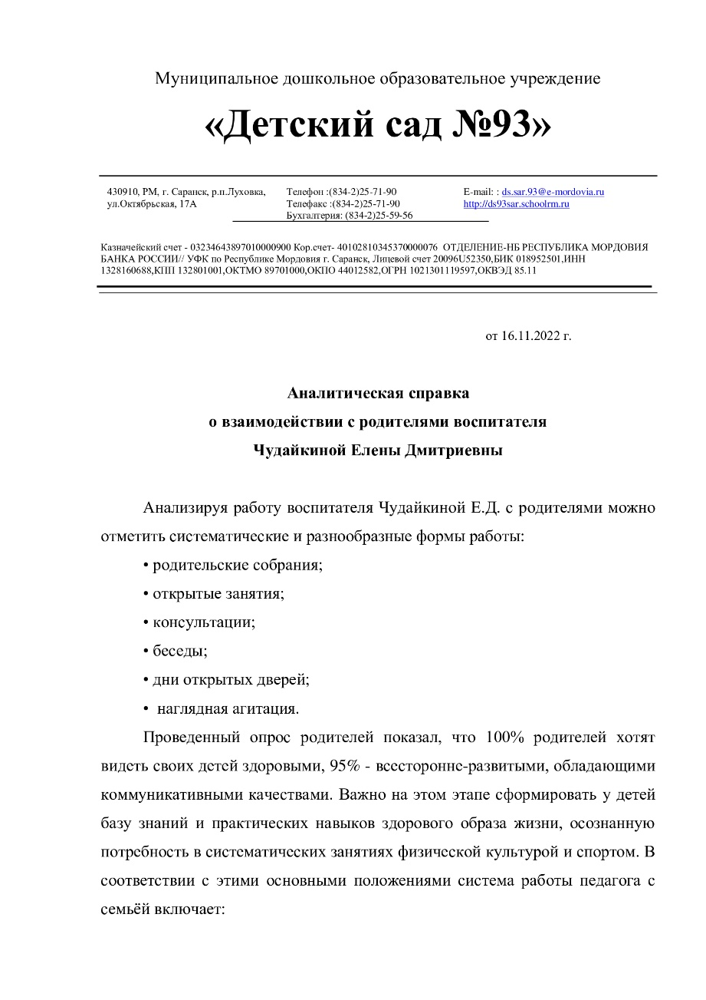 Муниципальное дошкольное образовательное учреждение
«Детский сад №93»
430910, РМ, г. Саранск, р.п.Луховка,
ул.Октябрьская, 17А
Телефон :(834-2)25-71-90
Телефакс :(834-2)25-71-90
Бухгалтерия: (834-2)25-59-56
E-mail: : ds.sar.93@e-mordovia.ru
http://ds93sar.schoolrm.ru
Казначейский счет - 03234643897010000900 Кор.счет- 40102810345370000076 ОТДЕЛЕНИЕ-НБ РЕСПУБЛИКА МОРДОВИЯ
БАНКА РОССИИ// УФК по Республике Мордовия г. Саранск, Лицевой счет 20096U52350,БИК 018952501,ИНН
1328160688,КПП 132801001,ОКТМО 89701000,ОКПО 44012582,ОГРН 1021301119597,ОКВЭД 85.11
от 16.11.2022 г.
Аналитическая справка
о взаимодействии с родителями воспитателя
Чудайкиной Елены Дмитриевны
Анализируя работу воспитателя Чудайкиной Е.Д. с родителями можно
отметить систематические и разнообразные формы работы:
• родительские собрания;
• открытые занятия;
• консультации;
• беседы;
• дни открытых дверей;
• наглядная агитация.
Проведенный опрос родителей показал, что 100% родителей хотят
видеть своих детей здоровыми, 95% - всесторонне-развитыми, обладающими
коммуникативными качествами. Важно на этом этапе сформировать у детей
базу знаний и практических навыков здорового образа жизни, осознанную
потребность в систематических занятиях физической культурой и спортом. В
соответствии с этими основными положениями система работы педагога с
семьёй включает: